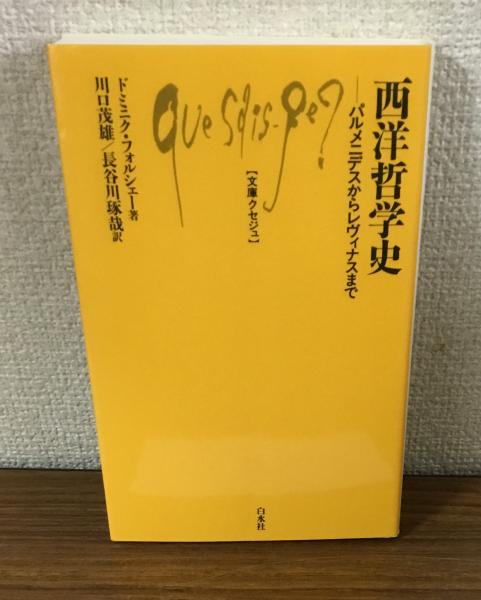 西洋哲学史
──パルメニデスからレヴィナスまで
Que sais-je?
【文庫クセジュ】
ドミニク・フォルシェー著
川口茂雄／長谷川琢哉訳
白水社